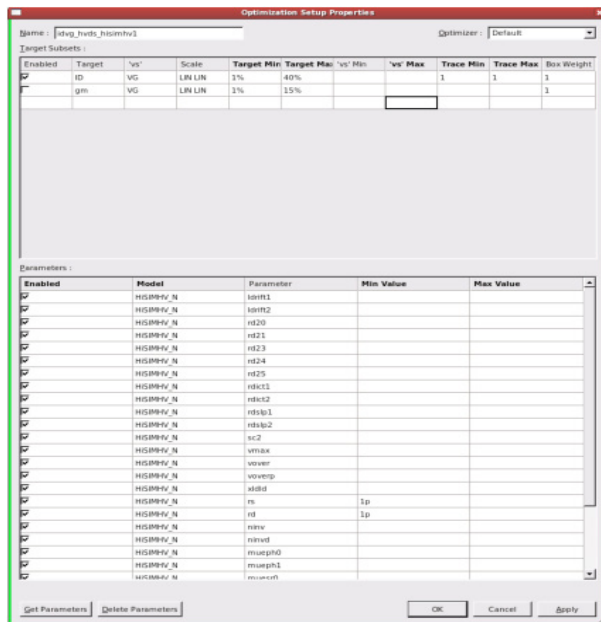 Optimization Setup Properties
Name : idvg_hvds_hisimhv1 Optimizer : Default
Target Subsets :
Enabled Target 'vs' Scale Target Min Target Max 'vs' Min 'vs' Max Trace Min Trace Max Box Weight
ID VG LIN LIN 1% 40% 1 1 1
gm VG LIN LIN 1% 15% 1
Parameters :
Enabled Model Parameter Min Value Max Value
HiSIMHV_N ldrift1
HiSIMHV_N ldrift2
HiSIMHV_N rd20
HiSIMHV_N rd21
HiSIMHV_N rd23
HiSIMHV_N rd24
HiSIMHV_N rd25
HiSIMHV_N rdict1
HiSIMHV_N rdict2
HiSIMHV_N rdslp1
HiSIMHV_N rdslp2
HiSIMHV_N sc2
HiSIMHV_N vmax
HiSIMHV_N vover
HiSIMHV_N voverp
HiSIMHV_N xldld
HiSIMHV_N rs 1p
HiSIMHV_N rd 1p
HiSIMHV_N ninv
HiSIMHV_N ninvd
HiSIMHV_N mueph0
HiSIMHV_N mueph1
HiSIMHV_N muesr0
Get Parameters Delete Parameters OK Cancel Apply